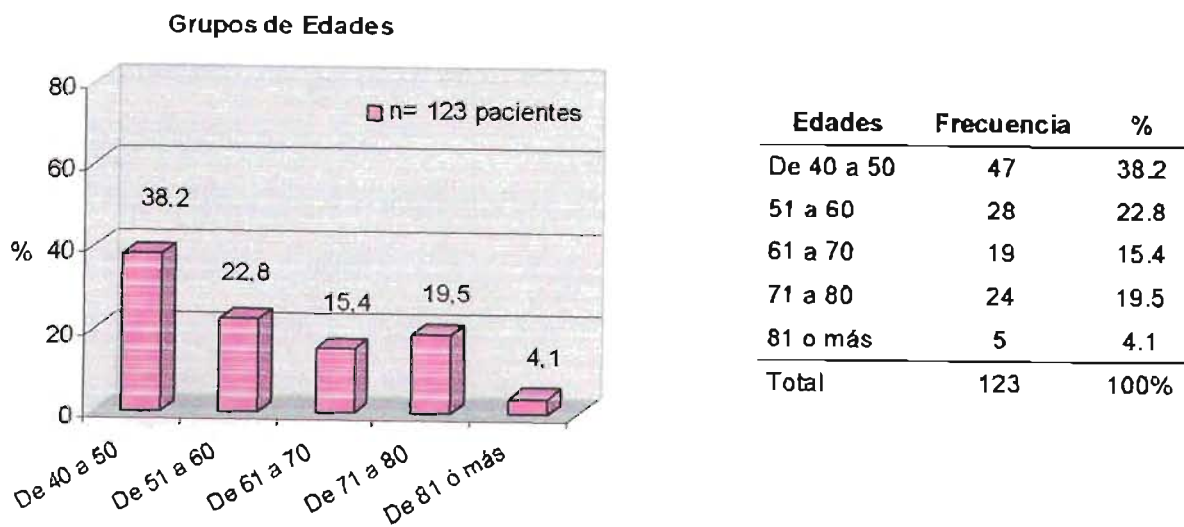 Grupos de Edades
80
60
% 40
20
0
n= 123 pacientes
38.2
22.8
15.4
19.5
4.1
De 40 a 50
De 51 a 60
De 61 a 70
De 71 a 80
De 81 ó más
Edades Frecuencia %
De 40 a 50 47 38.2
51 a 60 28 22.8
61 a 70 19 15.4
71 a 80 24 19.5
81 o más 5 4.1
Total 123 100%